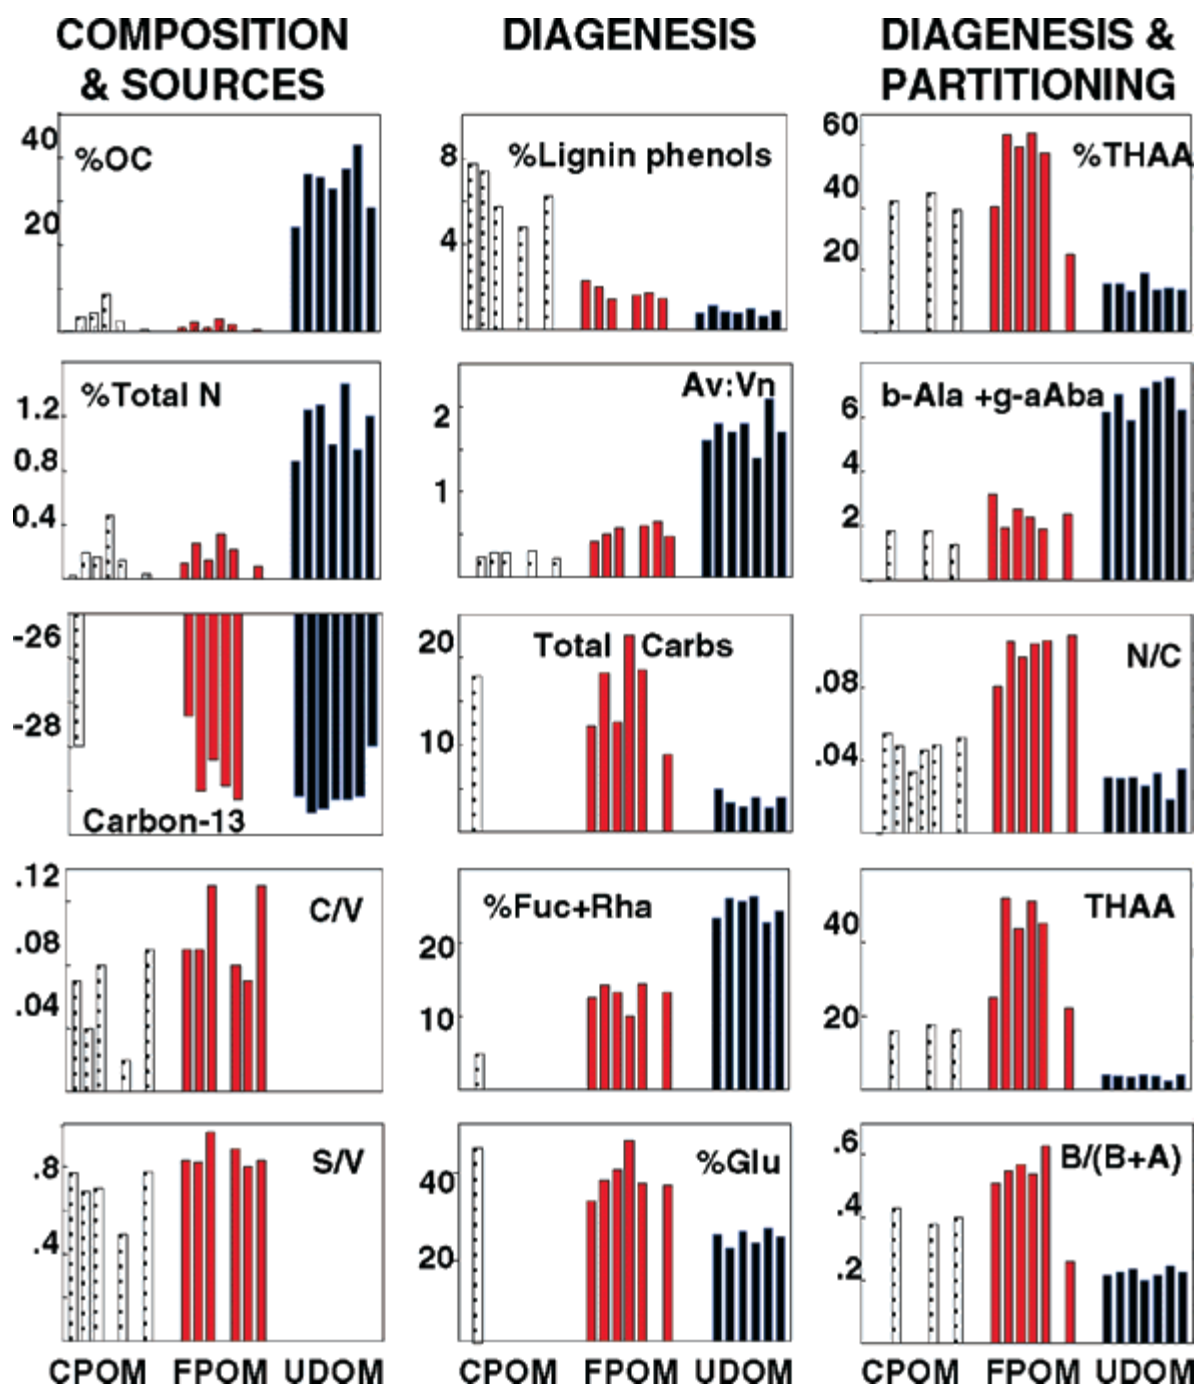 COMPOSITION
& SOURCES
DIAGENESIS
DIAGENESIS &
PARTITIONING
40
20
%OC
8
4
%Lignin phenols
60
40
20
%THAA
1.2
0.8
0.4
%Total N
2
1
Av:Vn
6
4
2
b-Ala +g-aAba
-26
-28
Carbon-13
20
10
Total Carbs
.08
.04
N/C
.12
.08
.04
C/V
20
10
%Fuc+Rha
40
20
THAA
.8
.4
S/V
40
20
%Glu
.6
.4
.2
B/(B+A)
CPOM FPOM UDOM
CPOM FPOM UDOM
CPOM FPOM UDOM